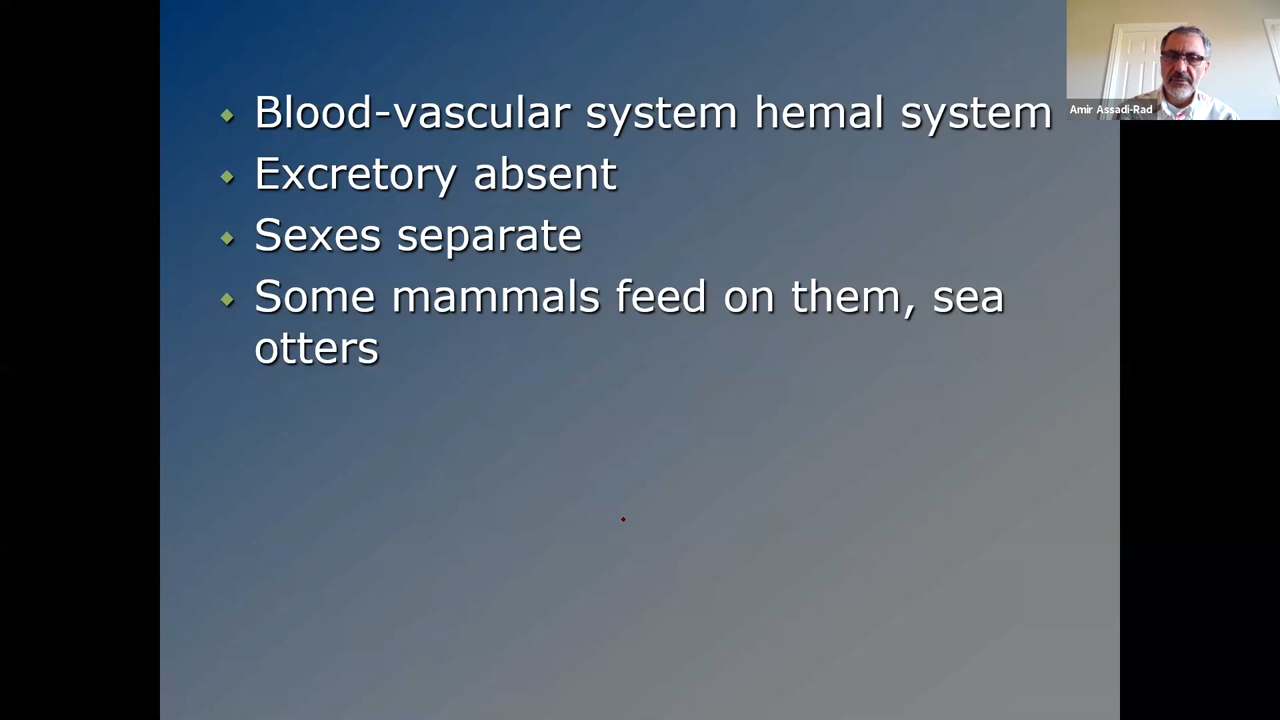 Blood-vascular system hemal system
Excretory absent
Sexes separate
Some mammals feed on them, sea
otters
Amir Assadi-Rad